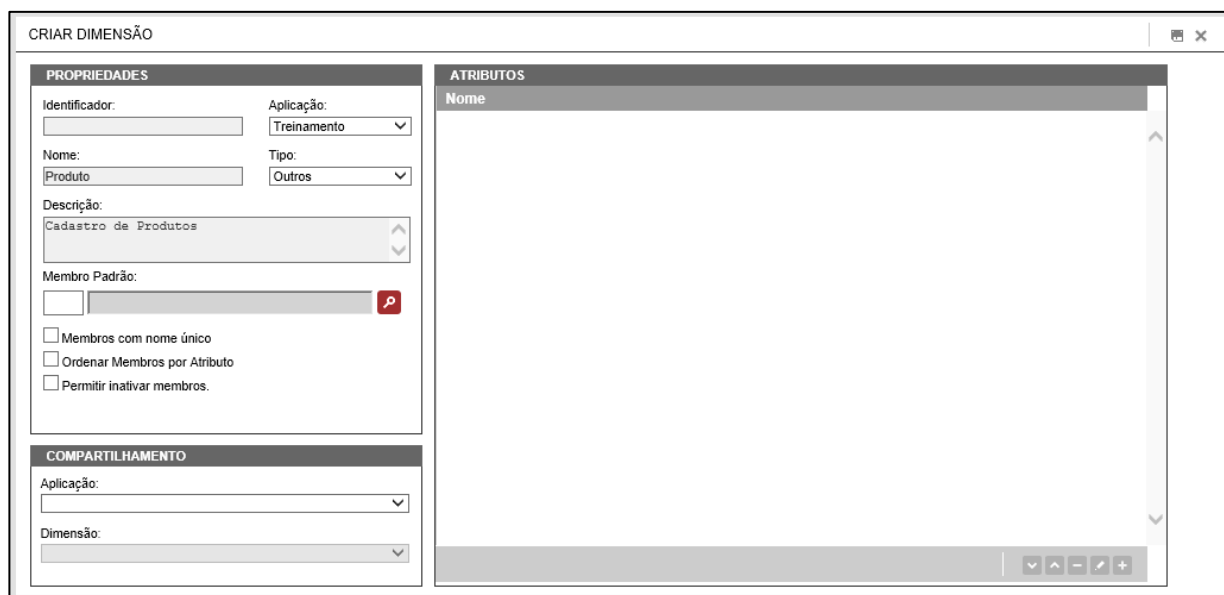 CRIAR DIMENSÃO
PROPRIEDADES
Identificador:
Aplicação:
Treinamento
Nome:
Tipo:
Produto
Outros
Descrição:
Cadastro de Produtos
Membro Padrão:
Membros com nome único
Ordenar Membros por Atributo
Permitir inativar membros.
COMPARTILHAMENTO
Aplicação:
Dimensão:
ATRIBUTOS
Nome